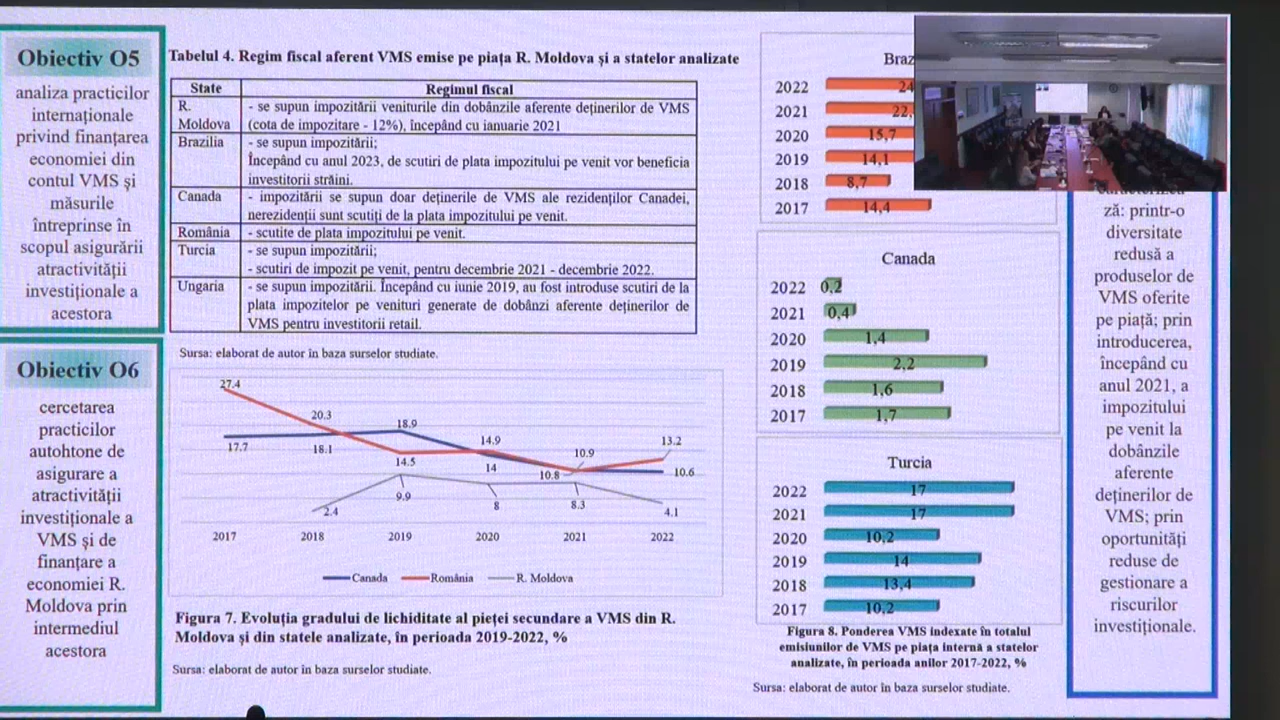 Obiectiv O5
analiza practicilor
internaționale
privind finanțarea
economiei din
contul VMS și
măsurile
întreprinse în
scopul asigurării
atractivității
investiționale a
acestora
Obiectiv O6
cercetarea
practicilor
autohtone de
asigurare a
atractivității
investiționale a
VMS și de
finanțare a
economiei R.
Moldova prin
intermediul
acestora
Tabelul 4. Regim fiscal aferent VMS emise pe piața R. Moldova și a statelor analizate
State Regimul fiscal
R. Moldova
- se supun impozitării veniturile din dobânzile aferente deținerilor de VMS
(cota de impozitare - 12%), începând cu ianuarie 2021
Brazilia
- se supun impozitării;
Începând cu anul 2023, de scutiri de plata impozitului pe venit vor beneficia
investitorii străini.
Canada
- impozitării se supun doar deținerile de VMS ale rezidenților Canadei,
nerezidenții sunt scutiți de la plata impozitului pe venit.
România
- scutite de plata impozitului pe venit.
Turcia
- se supun impozitării;
- scutiri de impozit pe venit, pentru decembrie 2021 - decembrie 2022.
Ungaria
- se supun impozitării. Începând cu iunie 2019, au fost introduse scutiri de la
plata impozitelor pe venituri generate de dobânzi aferente deținerilor de
VMS pentru investitorii retail.
Sursa: elaborat de autor în baza surselor studiate.
27.4
20.3
18.9
17.7
18.1
14.5
14.9
14
10.9
10.8
13.2
10.6
2.4
9.9
8
8.3
4.1
2017 2018 2019 2020 2021 2022
Canada România R. Moldova
Figura 7. Evoluția gradului de lichiditate al pieței secundare a VMS din R.
Moldova și din statele analizate, în perioada 2019-2022, %
Sursa: elaborat de autor în baza surselor studiate.
Braz
2022 24
2021 22,
2020 15,7
2019 14,1
2018 8,7
2017 14,4
Canada
2022 0,2
2021 0,4
2020 1,4
2019 2,2
2018 1,6
2017 1,7
Turcia
2022 17
2021 17
2020 10,2
2019 14
2018 13,4
2017 10,2
Figura 8. Ponderea VMS indexate în totalul
emisiunilor de VMS pe piața internă a statelor
analizate, în perioada anilor 2017-2022, %
Sursa: elaborat de autor în baza surselor studiate.
ză: printr-o
diversitate
redusă a
produselor de
VMS oferite
pe piață; prin
introducerea,
începând cu
anul 2021, a
impozitului
pe venit la
dobânzile
aferente
deținerilor de
VMS; prin
oportunități
reduse de
gestionare a
riscurilor
investiționale.